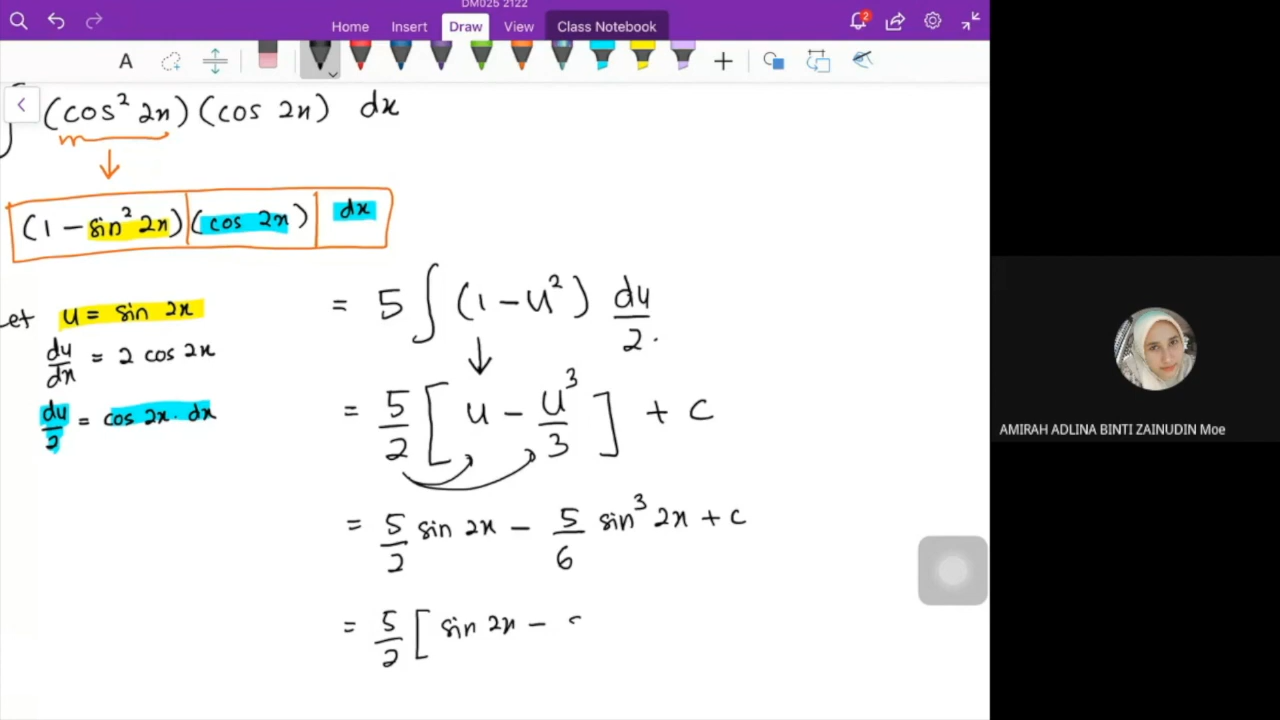 DM025 2122
Home Insert Draw View Class Notebook
2
A
∫ (cos² 2x)(cos 2x) dx
(1 − sin² 2x)(cos 2x) dx
et u = sin 2x
du/dx = 2 cos 2x
du/2 = cos 2x · dx
= 5 ∫ (1 − u²) du/2.
= 5/2 [ u − u³/3 ] + c
= 5/2 sin 2x − 5/6 sin³ 2x + c
= 5/2 [ sin 2x −
AMIRAH ADLINA BINTI ZAINUDIN Moe